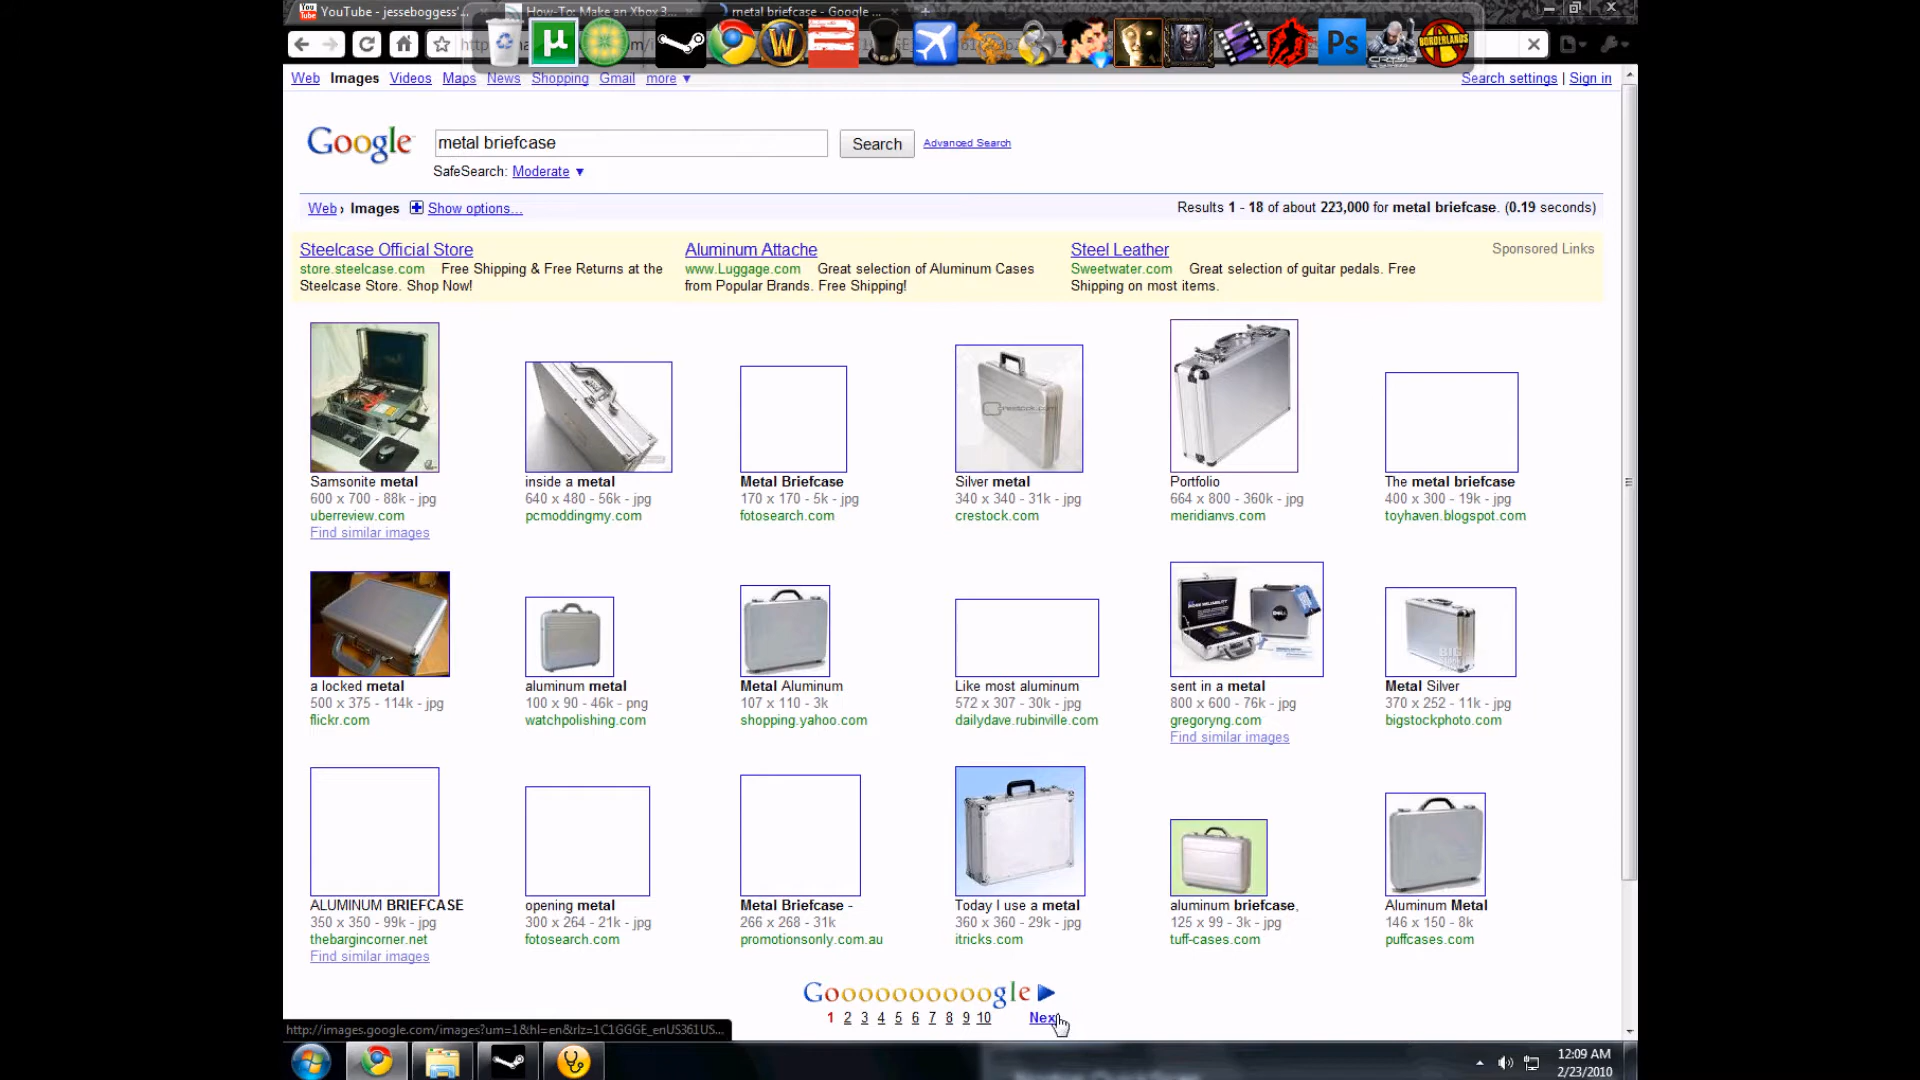 YouTube - jesseboggess'...
How-To: Make an Xbox 3...
metal briefcase - Google ...
Web Images Videos Maps News Shopping Gmail more ▼
Search settings | Sign in
Google
metal briefcase
Search
Advanced Search
SafeSearch: Moderate ▼
Web › Images Show options...
Results 1 - 18 of about 223,000 for metal briefcase. (0.19 seconds)
Steelcase Official Store
store.steelcase.com Free Shipping & Free Returns at the
Steelcase Store. Shop Now!
Aluminum Attache
www.Luggage.com Great selection of Aluminum Cases
from Popular Brands. Free Shipping!
Steel Leather
Sweetwater.com Great selection of guitar pedals. Free
Shipping on most items.
Sponsored Links
Samsonite metal
600 x 700 - 88k - jpg
uberreview.com
Find similar images
inside a metal
640 x 480 - 56k - jpg
pcmoddingmy.com
Metal Briefcase
170 x 170 - 5k - jpg
fotosearch.com
Silver metal
340 x 340 - 31k - jpg
crestock.com
Portfolio
664 x 800 - 360k - jpg
meridianvs.com
The metal briefcase
400 x 300 - 19k - jpg
toyhaven.blogspot.com
a locked metal
500 x 375 - 114k - jpg
flickr.com
aluminum metal
100 x 90 - 46k - png
watchpolishing.com
Metal Aluminum
107 x 110 - 3k
shopping.yahoo.com
Like most aluminum
572 x 307 - 30k - jpg
dailydave.rubinville.com
sent in a metal
800 x 600 - 76k - jpg
gregoryng.com
Find similar images
Metal Silver
370 x 252 - 11k - jpg
bigstockphoto.com
ALUMINUM BRIEFCASE
350 x 350 - 99k - jpg
thebargincorner.net
Find similar images
opening metal
300 x 264 - 21k - jpg
fotosearch.com
Metal Briefcase -
266 x 268 - 31k
promotionsonly.com.au
Today I use a metal
360 x 360 - 29k - jpg
itricks.com
aluminum briefcase,
125 x 99 - 3k - jpg
tuff-cases.com
Aluminum Metal
146 x 150 - 8k
puffcases.com
Goooooooooogle
1 2 3 4 5 6 7 8 9 10 Next
http://images.google.com/images?um=1&hl=en&rlz=1C1GGGE_enUS361US...
12:09 AM
2/23/2010